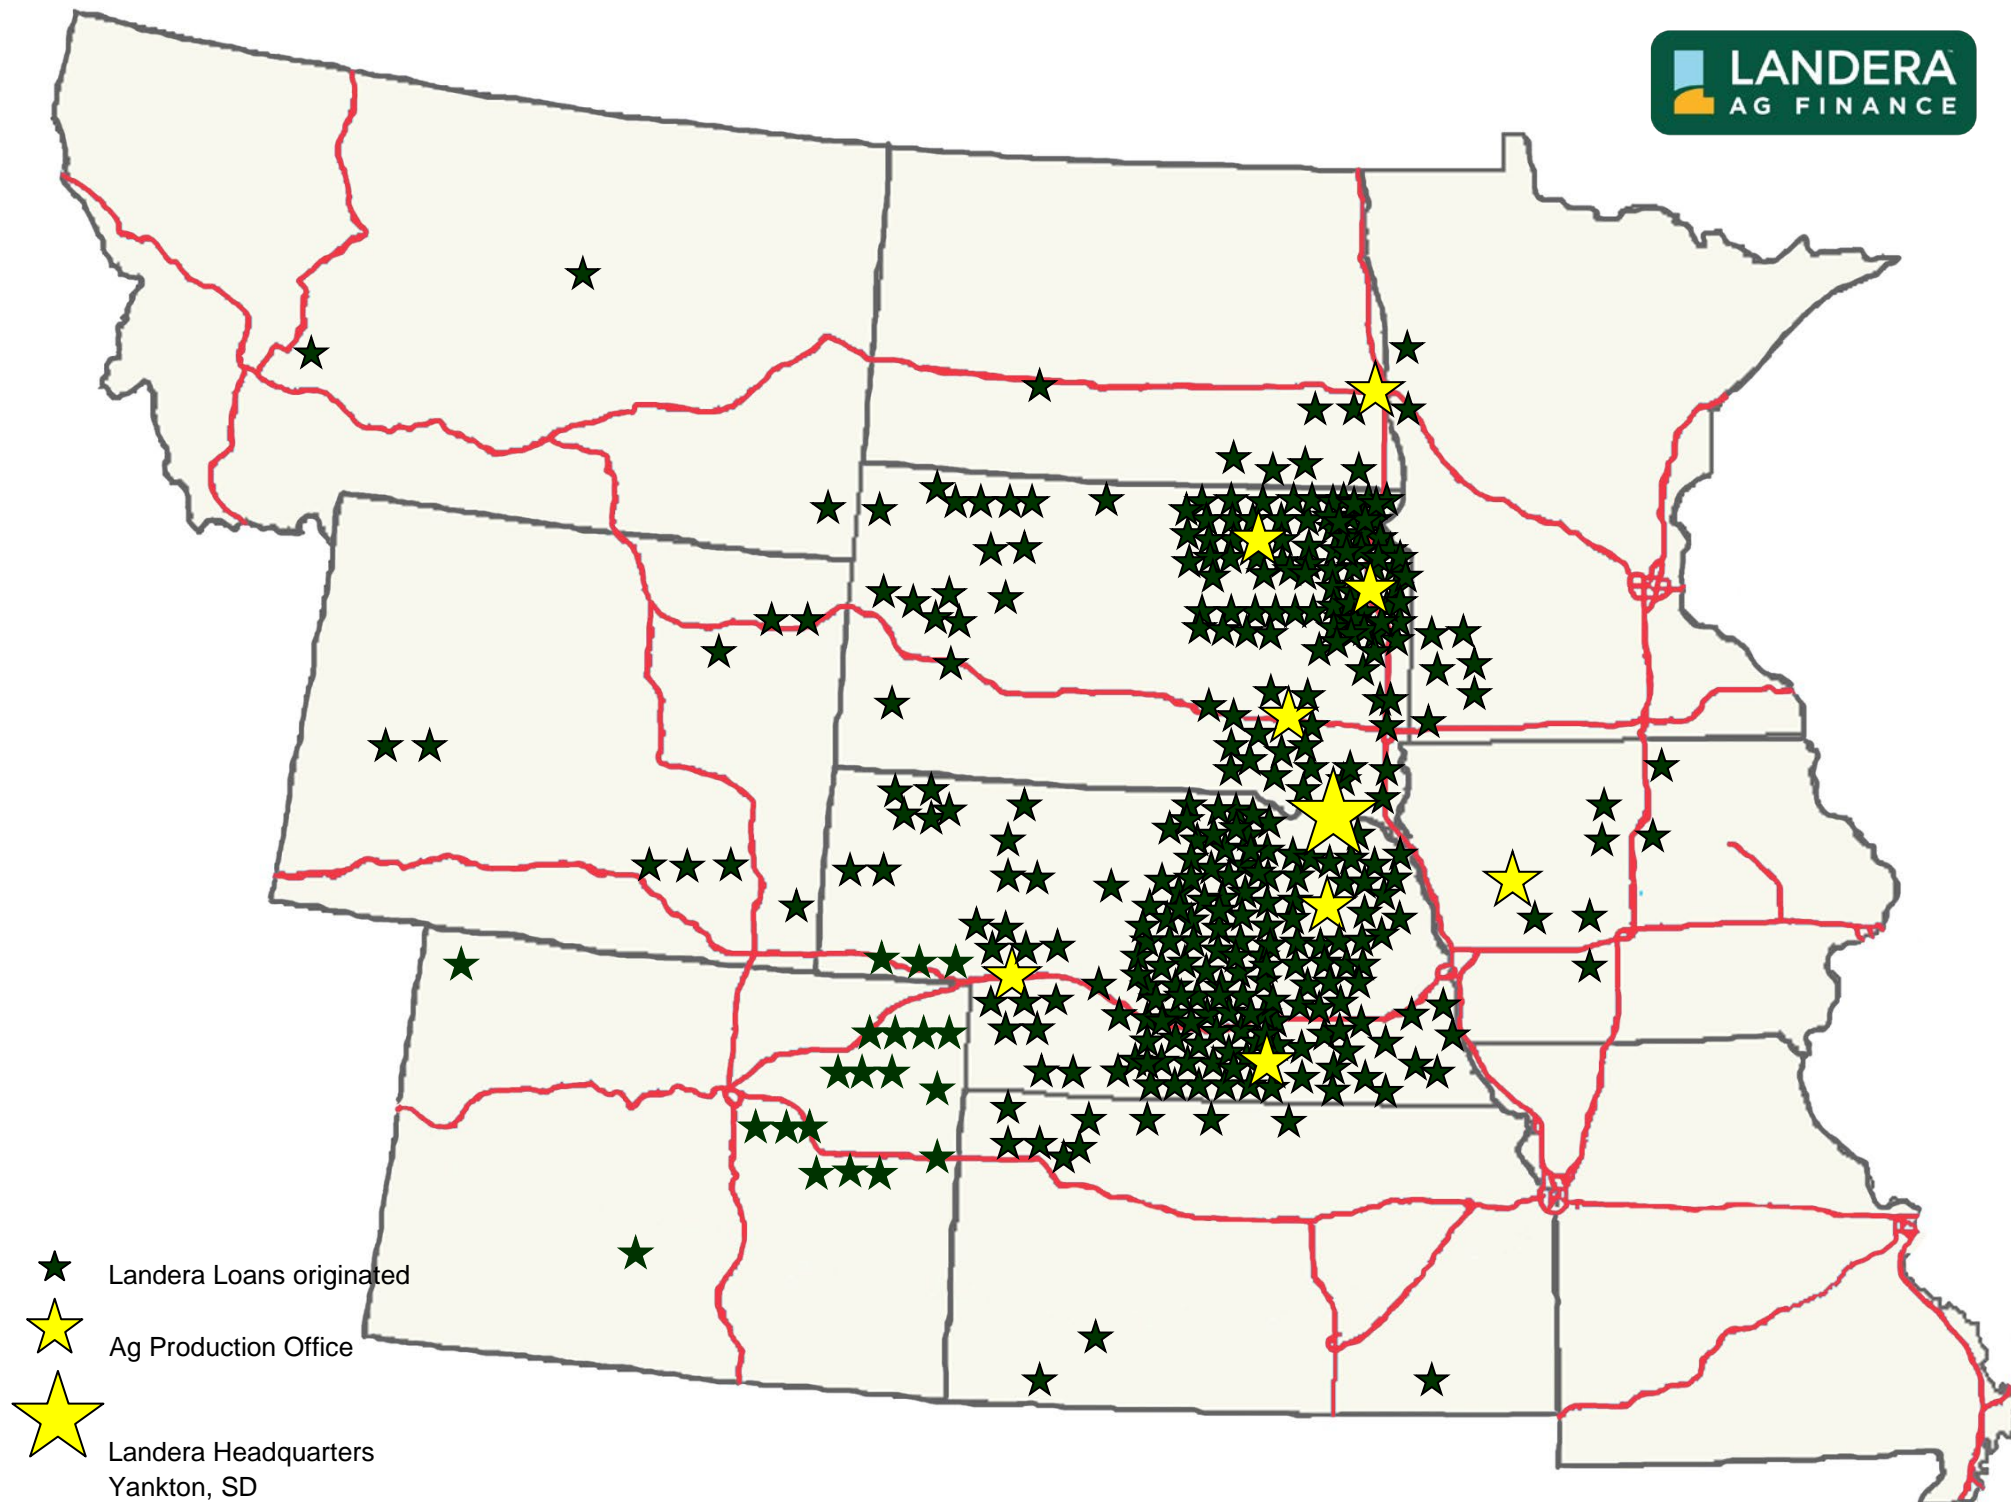 LANDERA
AG FINANCE
Landera Loans originated
Ag Production Office
Landera Headquarters
Yankton, SD